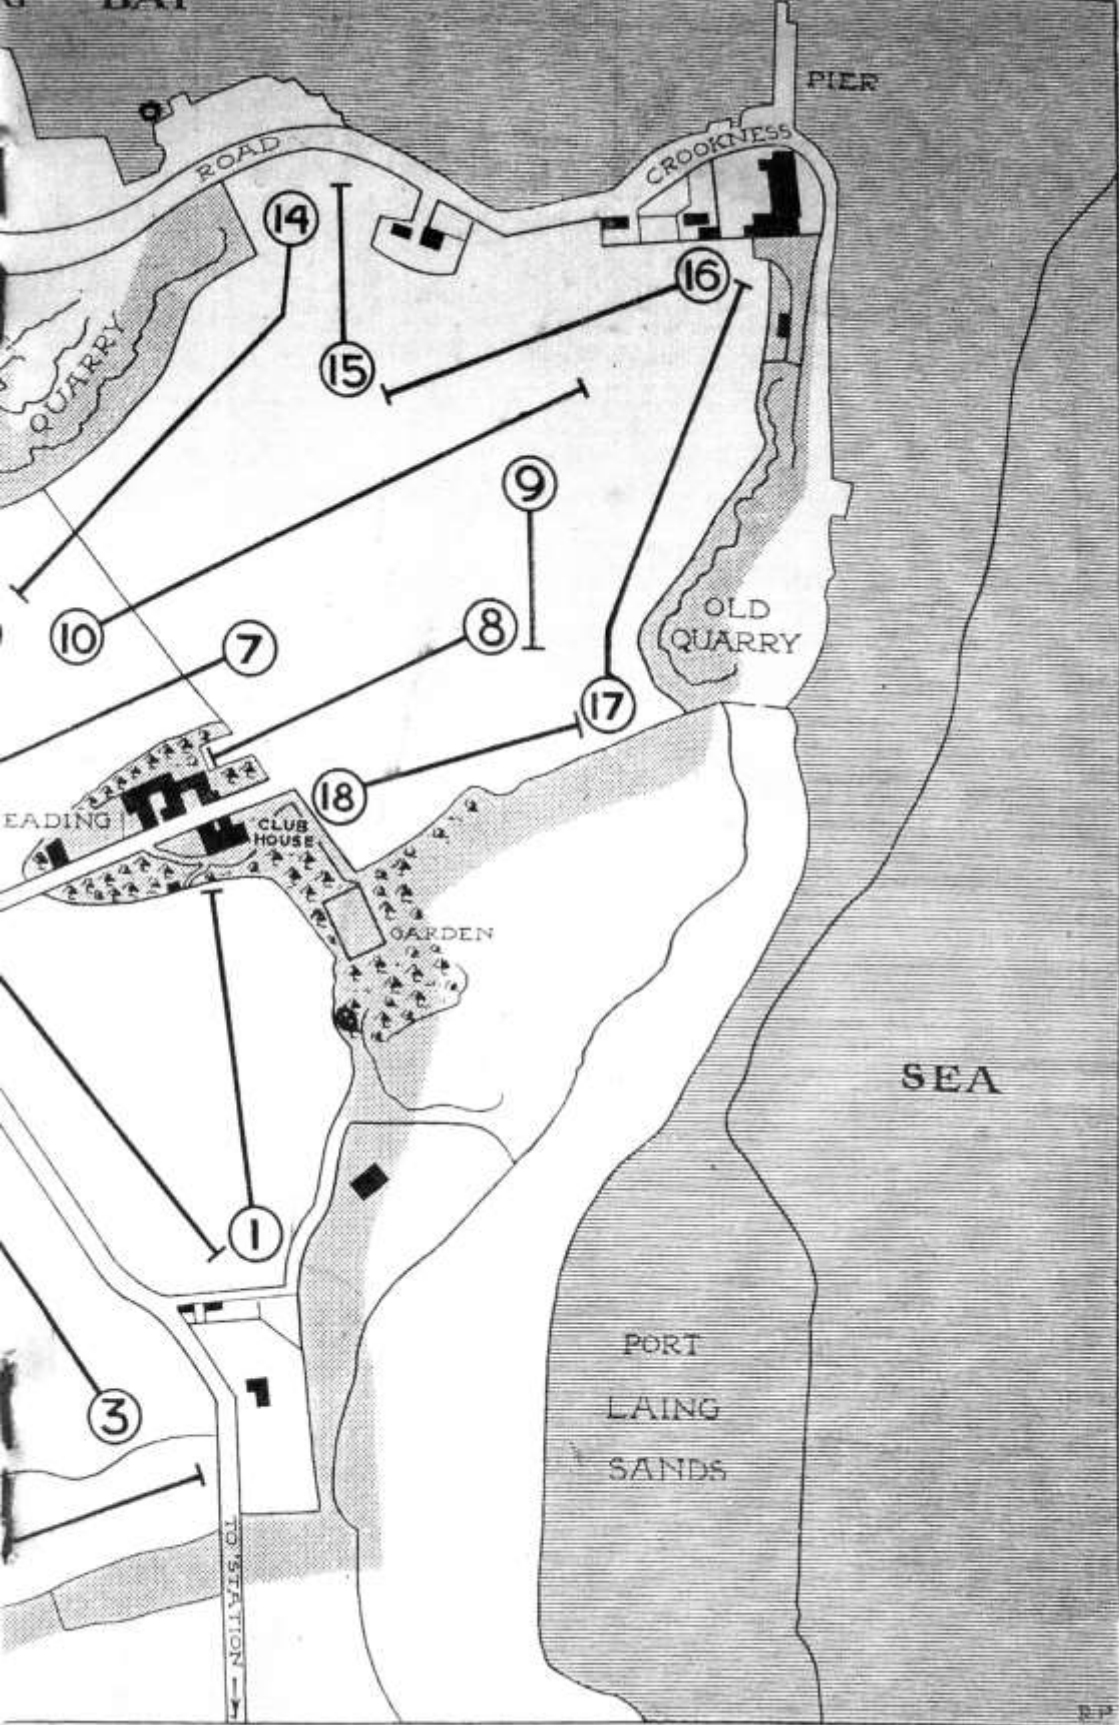 BAY
PIER
ROAD
CROOKNESS
14
16
15
QUARRY
9
OLD
QUARRY
10
8
7
17
18
EADING
CLUB
HOUSE
GARDEN
SEA
1
PORT
LAING
SANDS
3
TO STATION